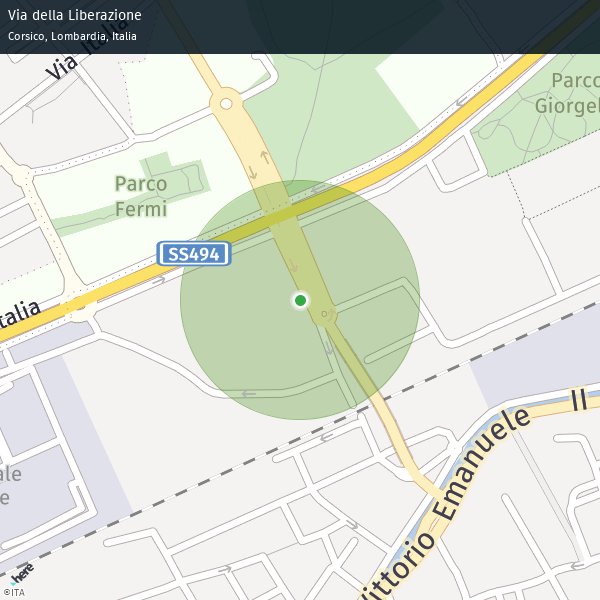 Via della Liberazione
Corsico, Lombardia, Italia
Via Italia
Parco
Giorgel
Parco
Fermi
SS494
talia
II
Vittorio Emanuele
ale
e
here
©ITA